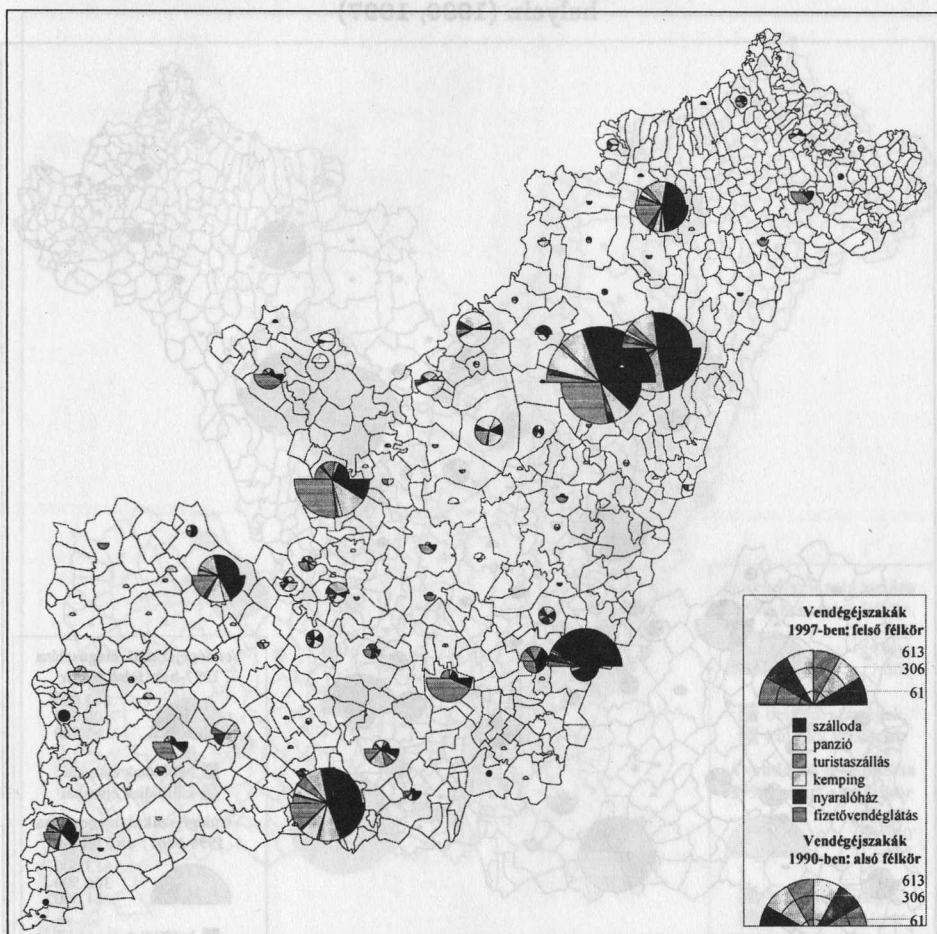 Vendégéjszakák
1997-ben: felső félkör
613
306
61
szálloda
panzió
turistaszállás
kemping
nyaralóház
fizetővendéglátás
Vendégéjszakák
1990-ben: alsó félkör
613
306
61